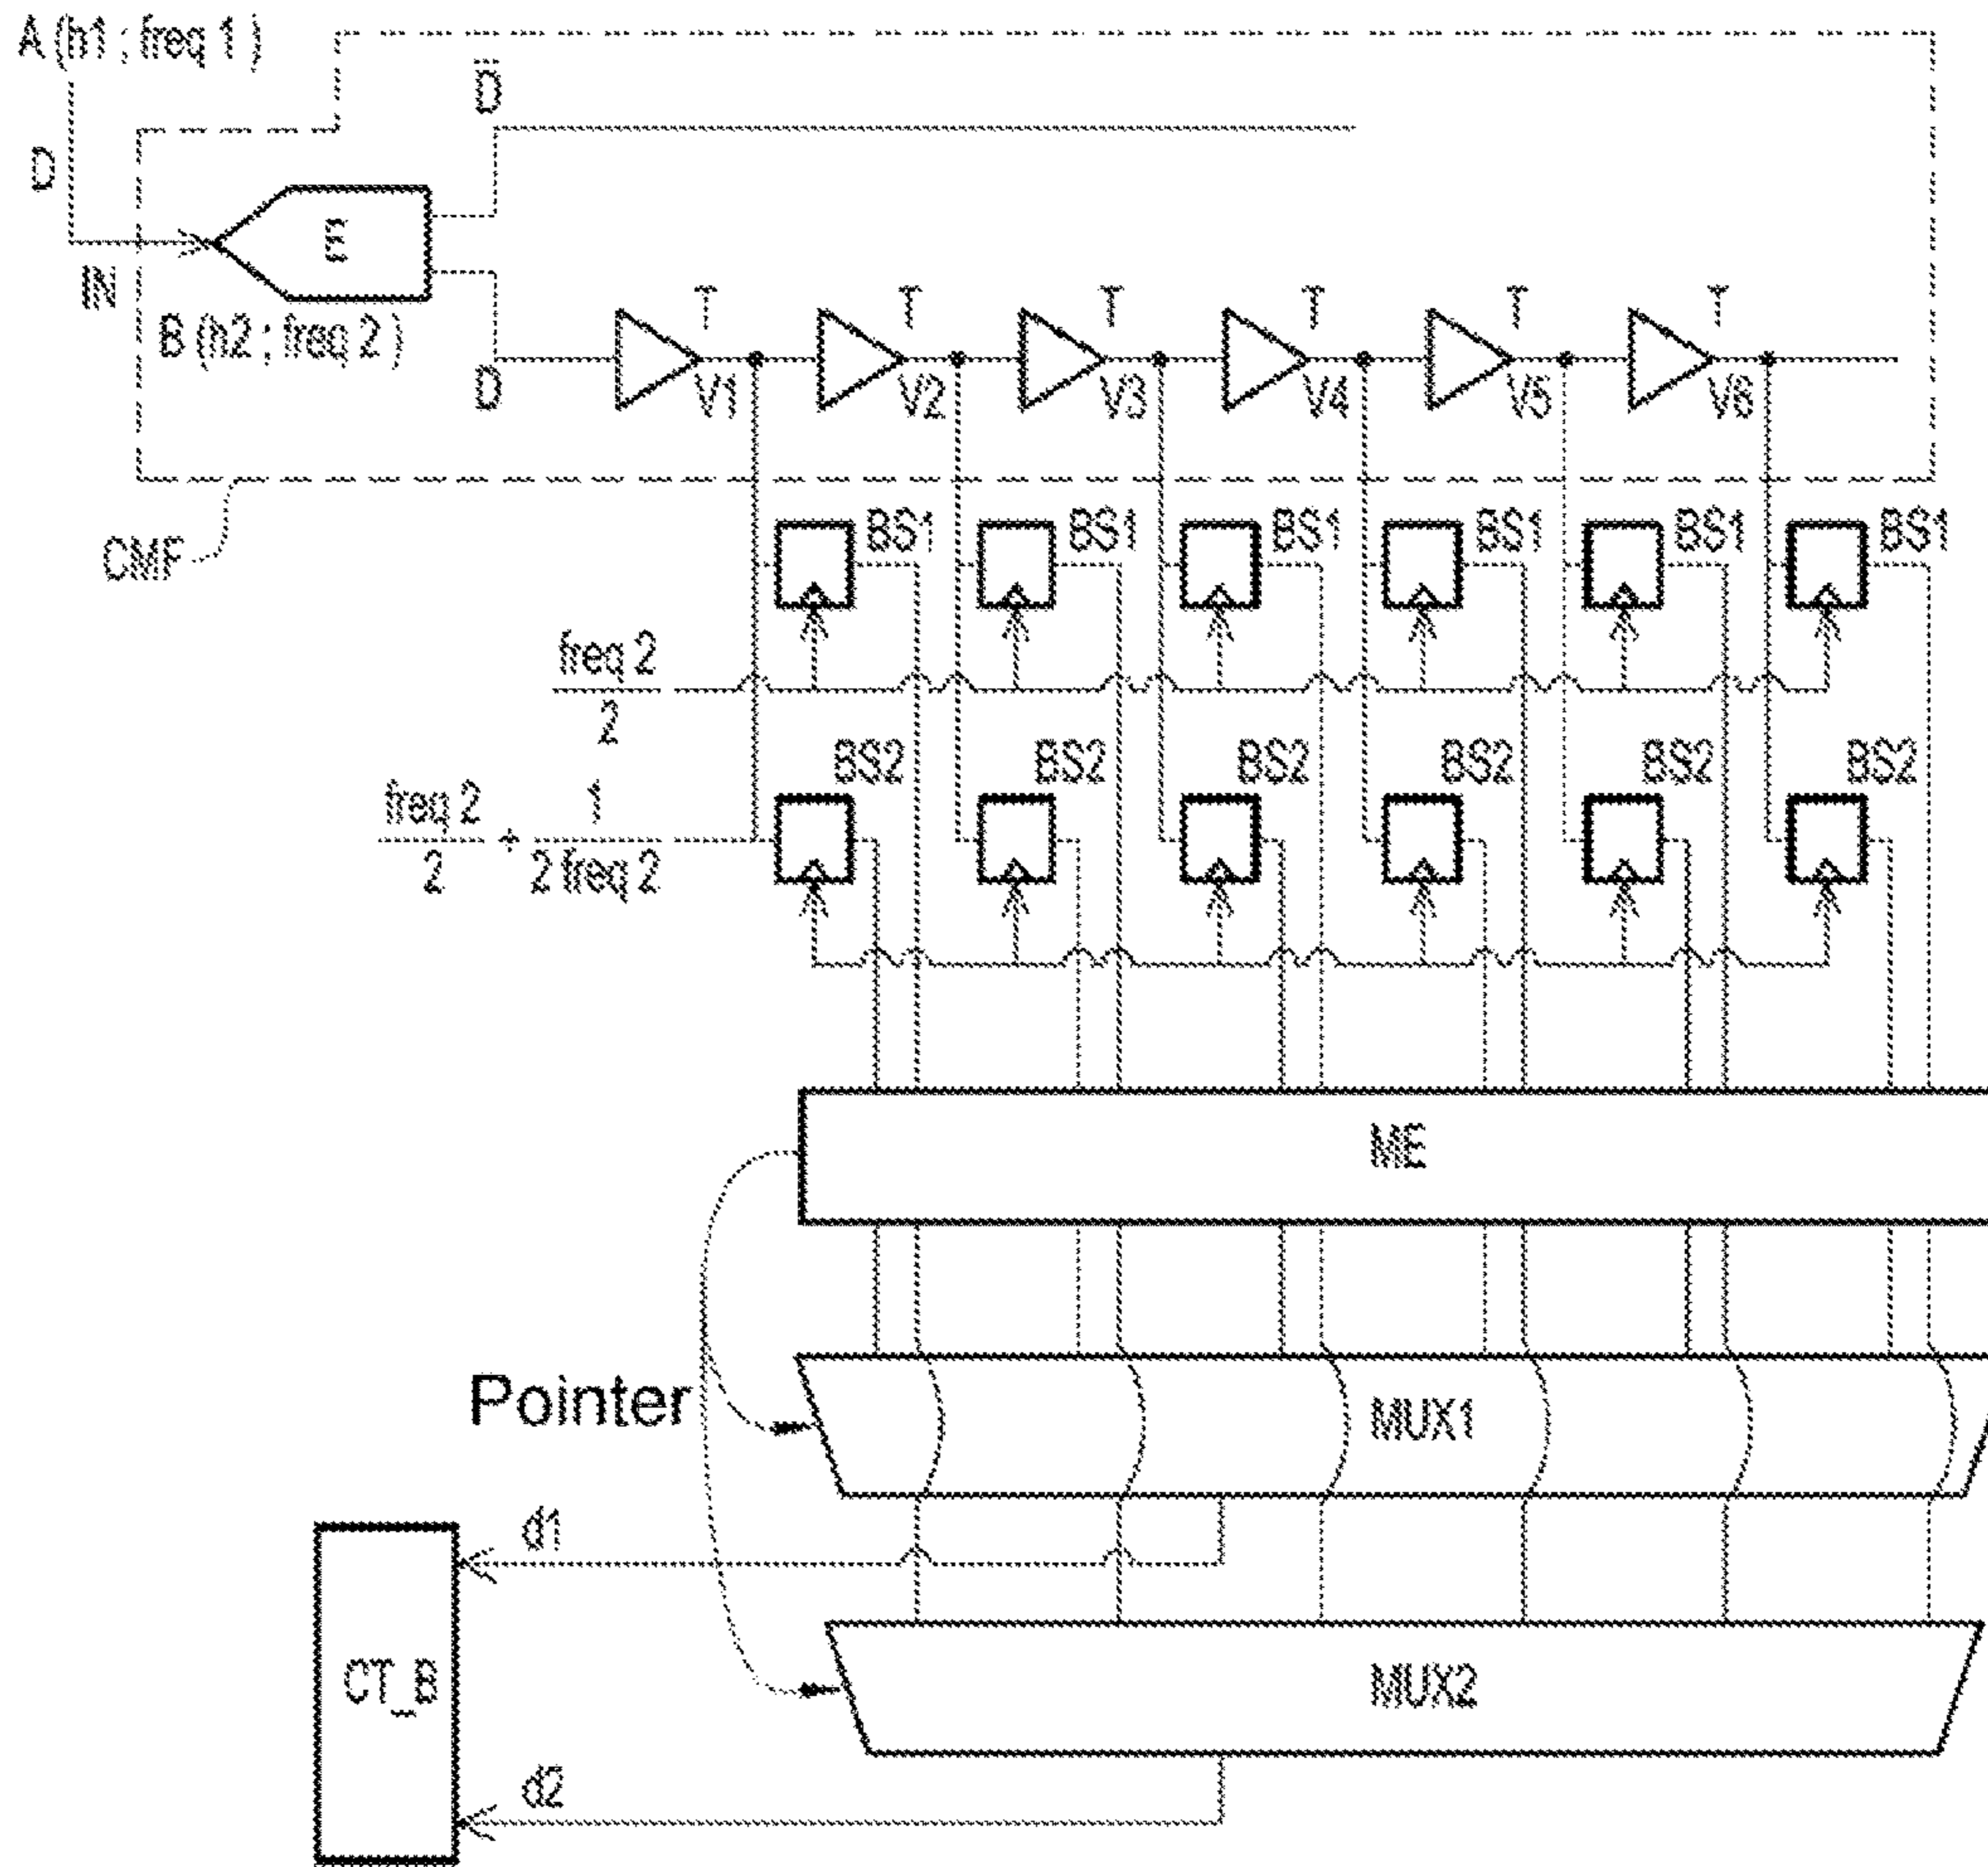 A (h1 ; freq 1 )
D̄
D
E
IN
B (h2 ; freq 2 )
T T T T T T
D
V1 V2 V3 V4 V5 V6
CMF
BS1 BS1 BS1 BS1 BS1 BS1
freq 2
2
BS2 BS2 BS2 BS2 BS2 BS2
freq 2 + 1
2 2 freq 2
ME
Pointer
MUX1
d1
CT_B
MUX2
d2